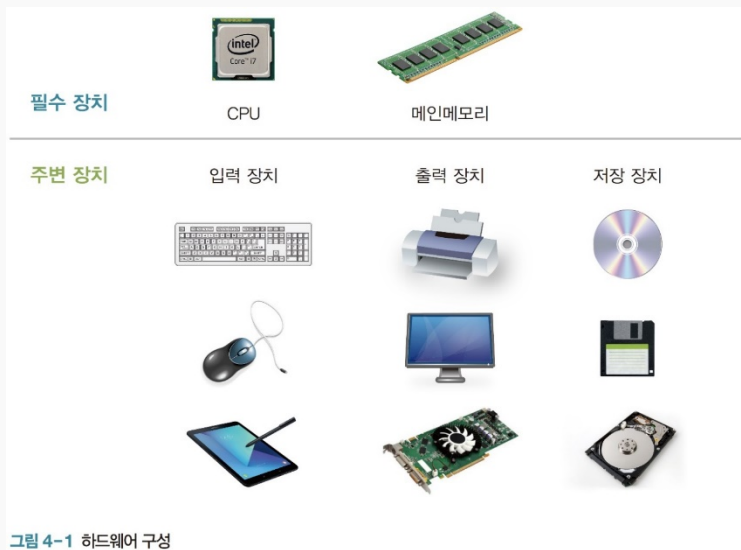 intel
Core™ i7
필수 장치
CPU
메인메모리
주변 장치
입력 장치
출력 장치
저장 장치
그림 4-1 하드웨어 구성